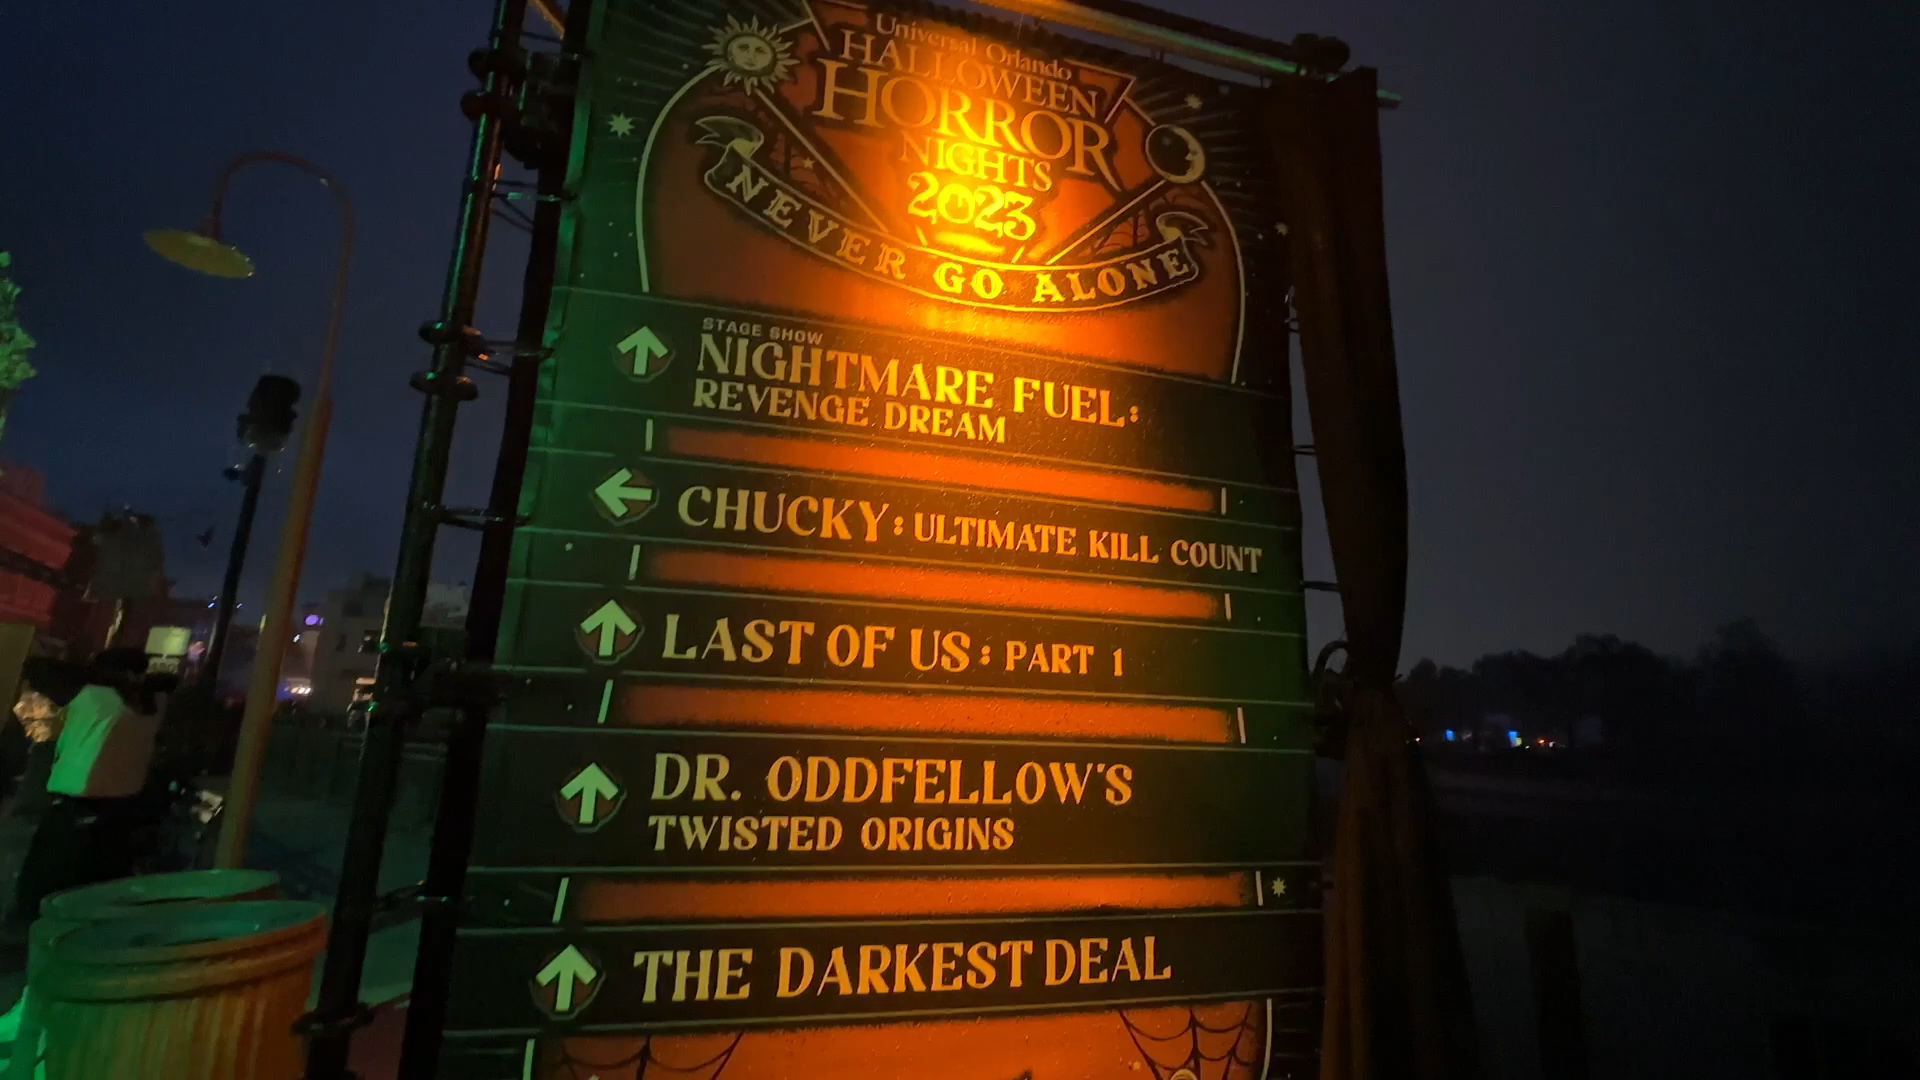 Universal Orlando
HALLOWEEN
HORROR
NIGHTS
2023
NEVER GO ALONE
STAGE SHOW
NIGHTMARE FUEL:
REVENGE DREAM
CHUCKY: ULTIMATE KILL COUNT
LAST OF US: PART 1
DR. ODDFELLOW'S
TWISTED ORIGINS
THE DARKEST DEAL